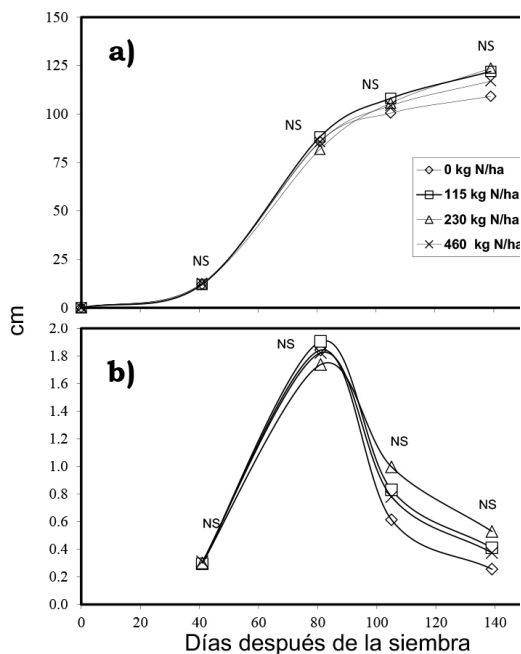 150
a)
NS
125
NS
100
NS
75
0 kg N/ha
115 kg N/ha
50
230 kg N/ha
460 kg N/ha
25
NS
0
cm
2.0
b)
NS
1.8
1.6
1.4
1.2
1.0
NS
0.8
0.6
NS
NS
0.4
0.2
0.0
0 20 40 60 80 100 120 140
Días después de la siembra